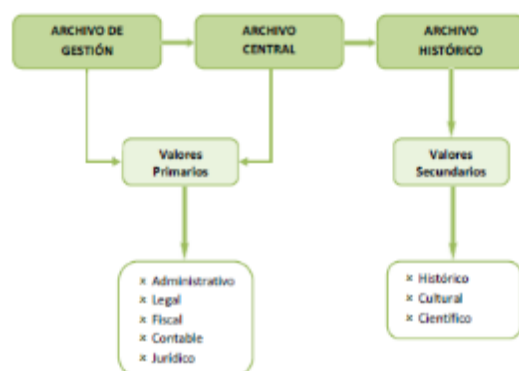 ARCHIVO DE
GESTIÓN
ARCHIVO
CENTRAL
ARCHIVO
HISTÓRICO
Valores
Primarios
Valores
Secundarios
× Administrativo
× Legal
× Fiscal
× Contable
× Jurídico
× Histórico
× Cultural
× Científico